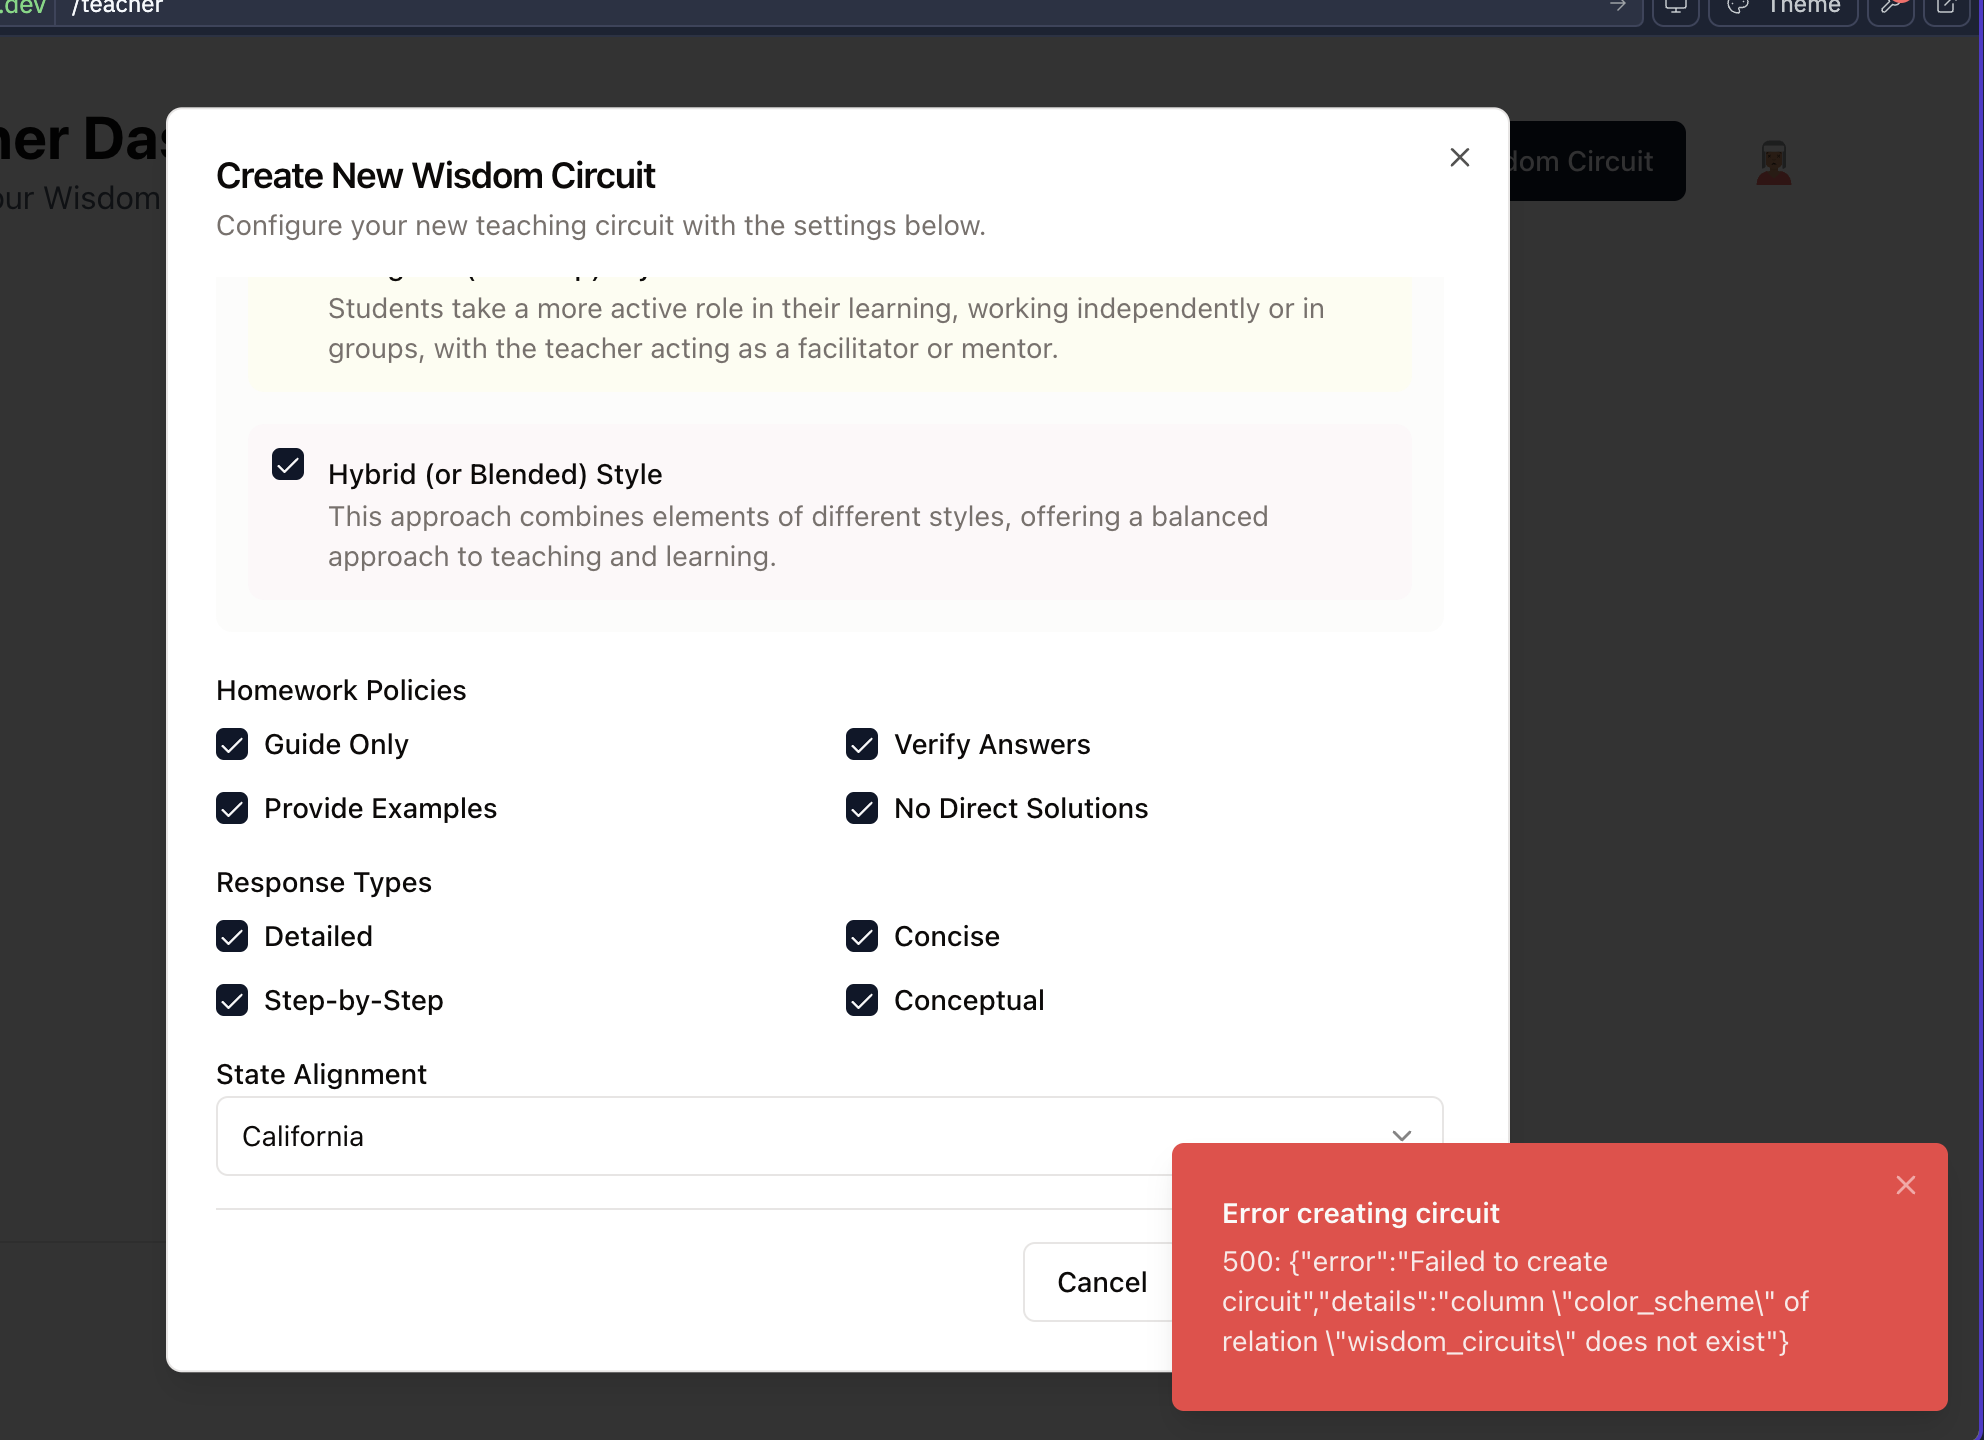 .dev /teacher Theme
Create New Wisdom Circuit
Configure your new teaching circuit with the settings below.
dom Circuit
our Wisdom
Students take a more active role in their learning, working independently or in
groups, with the teacher acting as a facilitator or mentor.
Hybrid (or Blended) Style
This approach combines elements of different styles, offering a balanced
approach to teaching and learning.
Homework Policies
Guide Only
Verify Answers
Provide Examples
No Direct Solutions
Response Types
Detailed
Concise
Step-by-Step
Conceptual
State Alignment
California
Cancel
Error creating circuit
500: {"error":"Failed to create
circuit","details":"column \"color_scheme\" of
relation \"wisdom_circuits\" does not exist"}